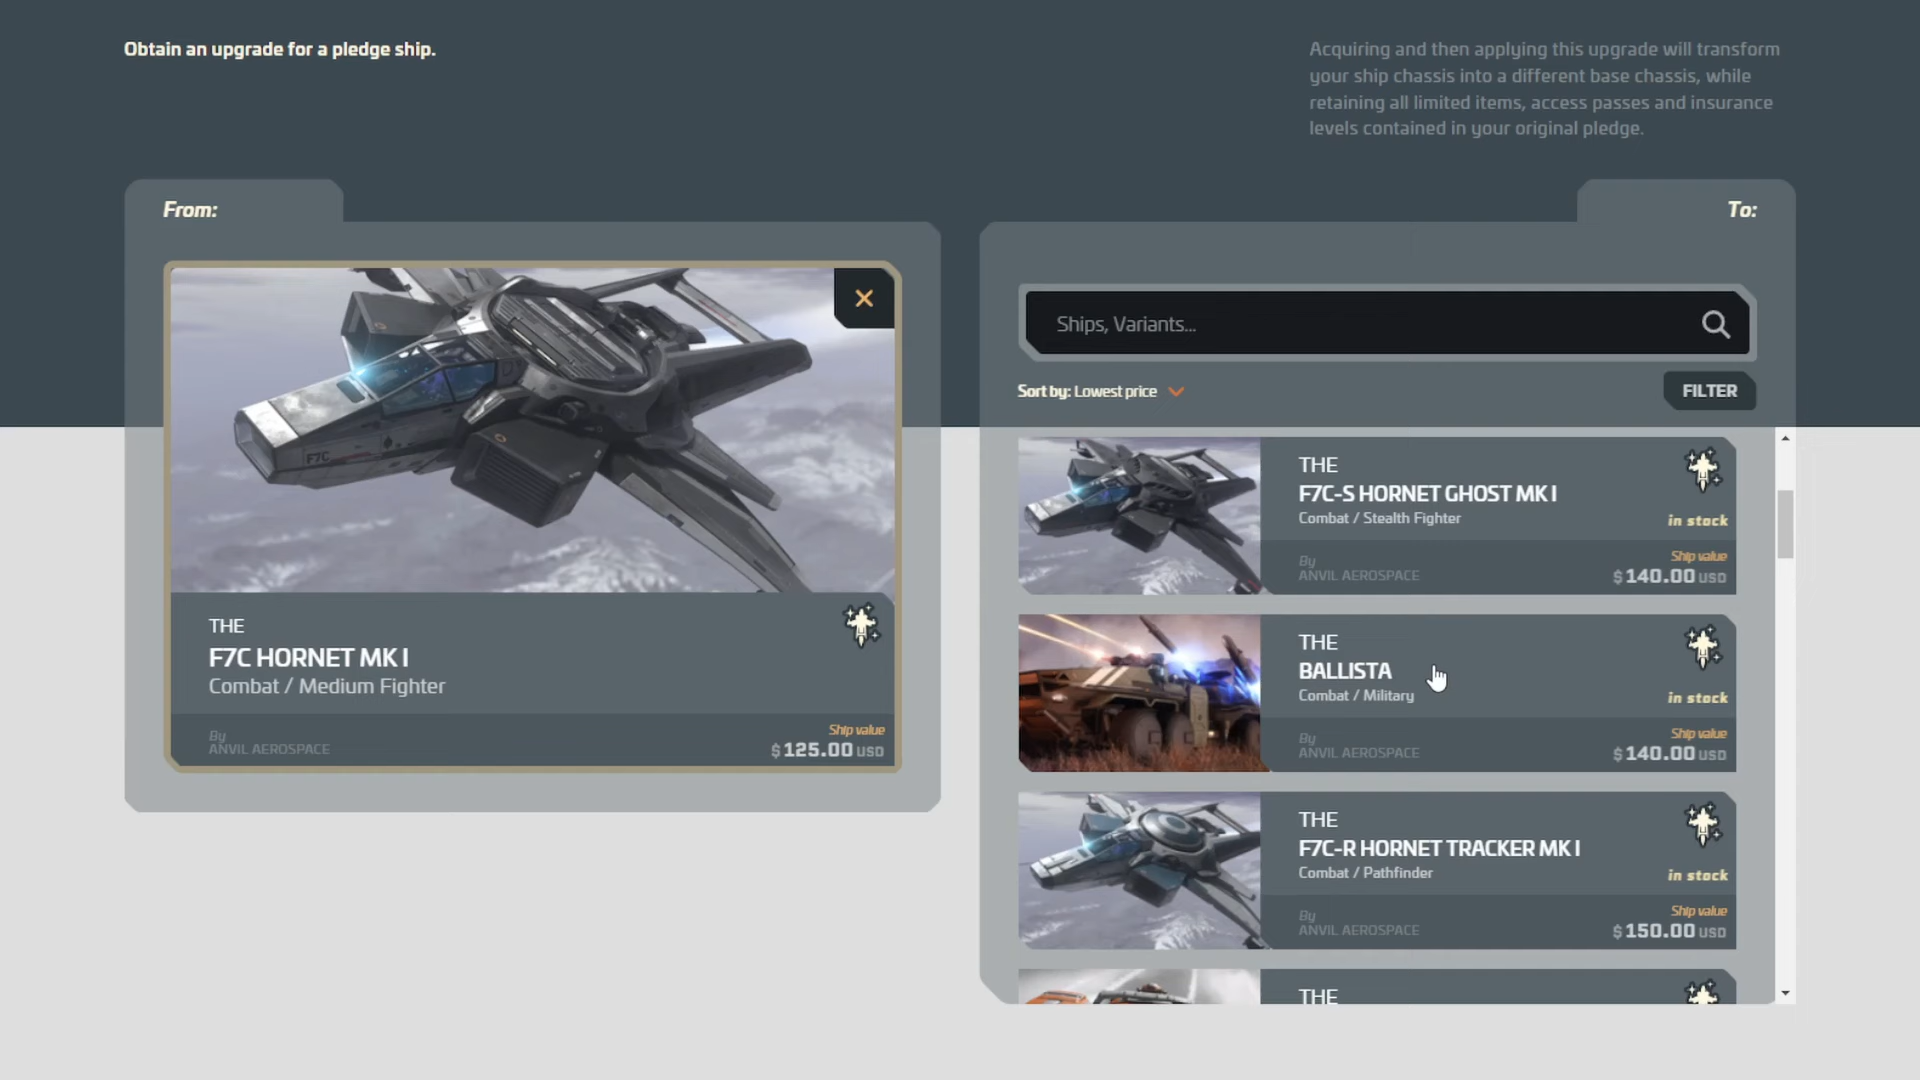 Obtain an upgrade for a pledge ship.
Acquiring and then applying this upgrade will transform
your ship chassis into a different base chassis, while
retaining all limited items, access passes and insurance
levels contained in your original pledge.
From:
F7C
THE
F7C HORNET MK I
Combat / Medium Fighter
By
ANVIL AEROSPACE
Ship value
$ 125.00 USD
To:
Ships, Variants...
Sort by: Lowest price
FILTER
THE
F7C-S HORNET GHOST MK I
Combat / Stealth Fighter
in stock
By
ANVIL AEROSPACE
Ship value
$ 140.00 USD
THE
BALLISTA
Combat / Military
in stock
By
ANVIL AEROSPACE
Ship value
$ 140.00 USD
THE
F7C-R HORNET TRACKER MK I
Combat / Pathfinder
in stock
By
ANVIL AEROSPACE
Ship value
$ 150.00 USD
THE